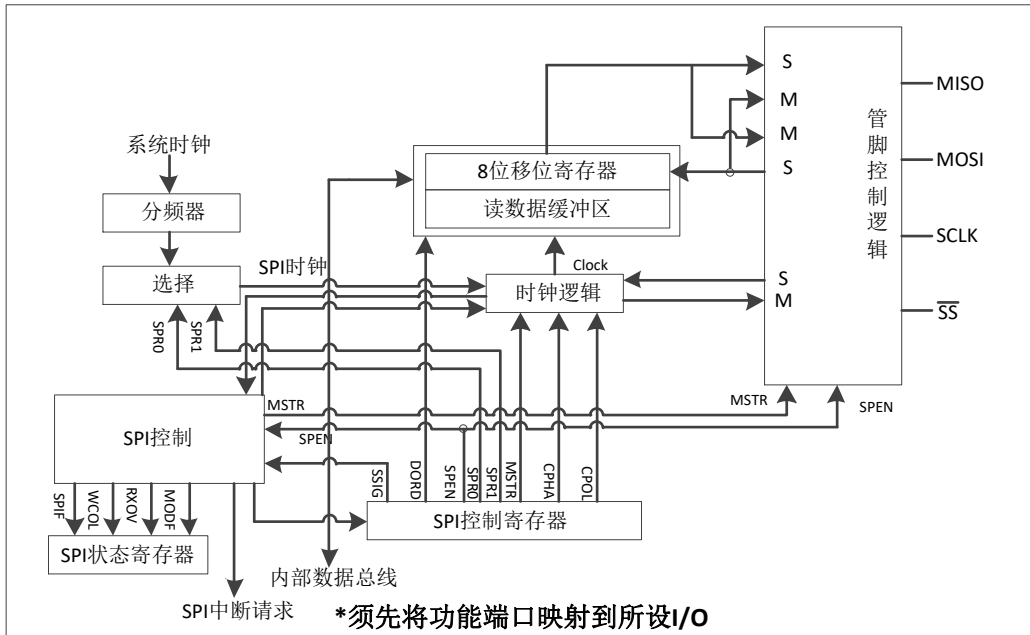 系统时钟
分频器
选择
SPI时钟
SPR0
SPR1
8位移位寄存器
读数据缓冲区
Clock
时钟逻辑
S
M
M
S
S
M
管脚控制逻辑
MISO
MOSI
SCLK
SS
MSTR
SPEN
SPI控制
MSTR
SPEN
SPIF
WCOL
RXOV
MODF
SSIG
DORD
SPEN
SPR0
SPR1
MSTR
CPHA
CPOL
SPI控制寄存器
SPI状态寄存器
内部数据总线
SPI中断请求
*须先将功能端口映射到所设I/O